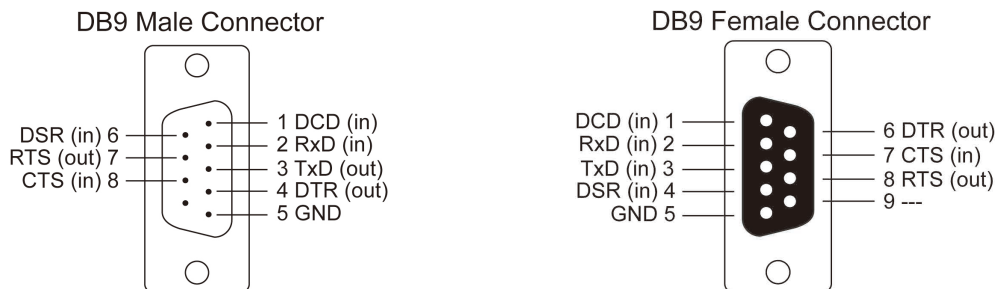 DB9 Male Connector
DSR (in) 6
RTS (out) 7
CTS (in) 8
1 DCD (in)
2 RxD (in)
3 TxD (out)
4 DTR (out)
5 GND
DB9 Female Connector
DCD (in) 1
RxD (in) 2
TxD (in) 3
DSR (in) 4
GND 5
6 DTR (out)
7 CTS (in)
8 RTS (out)
9 ---